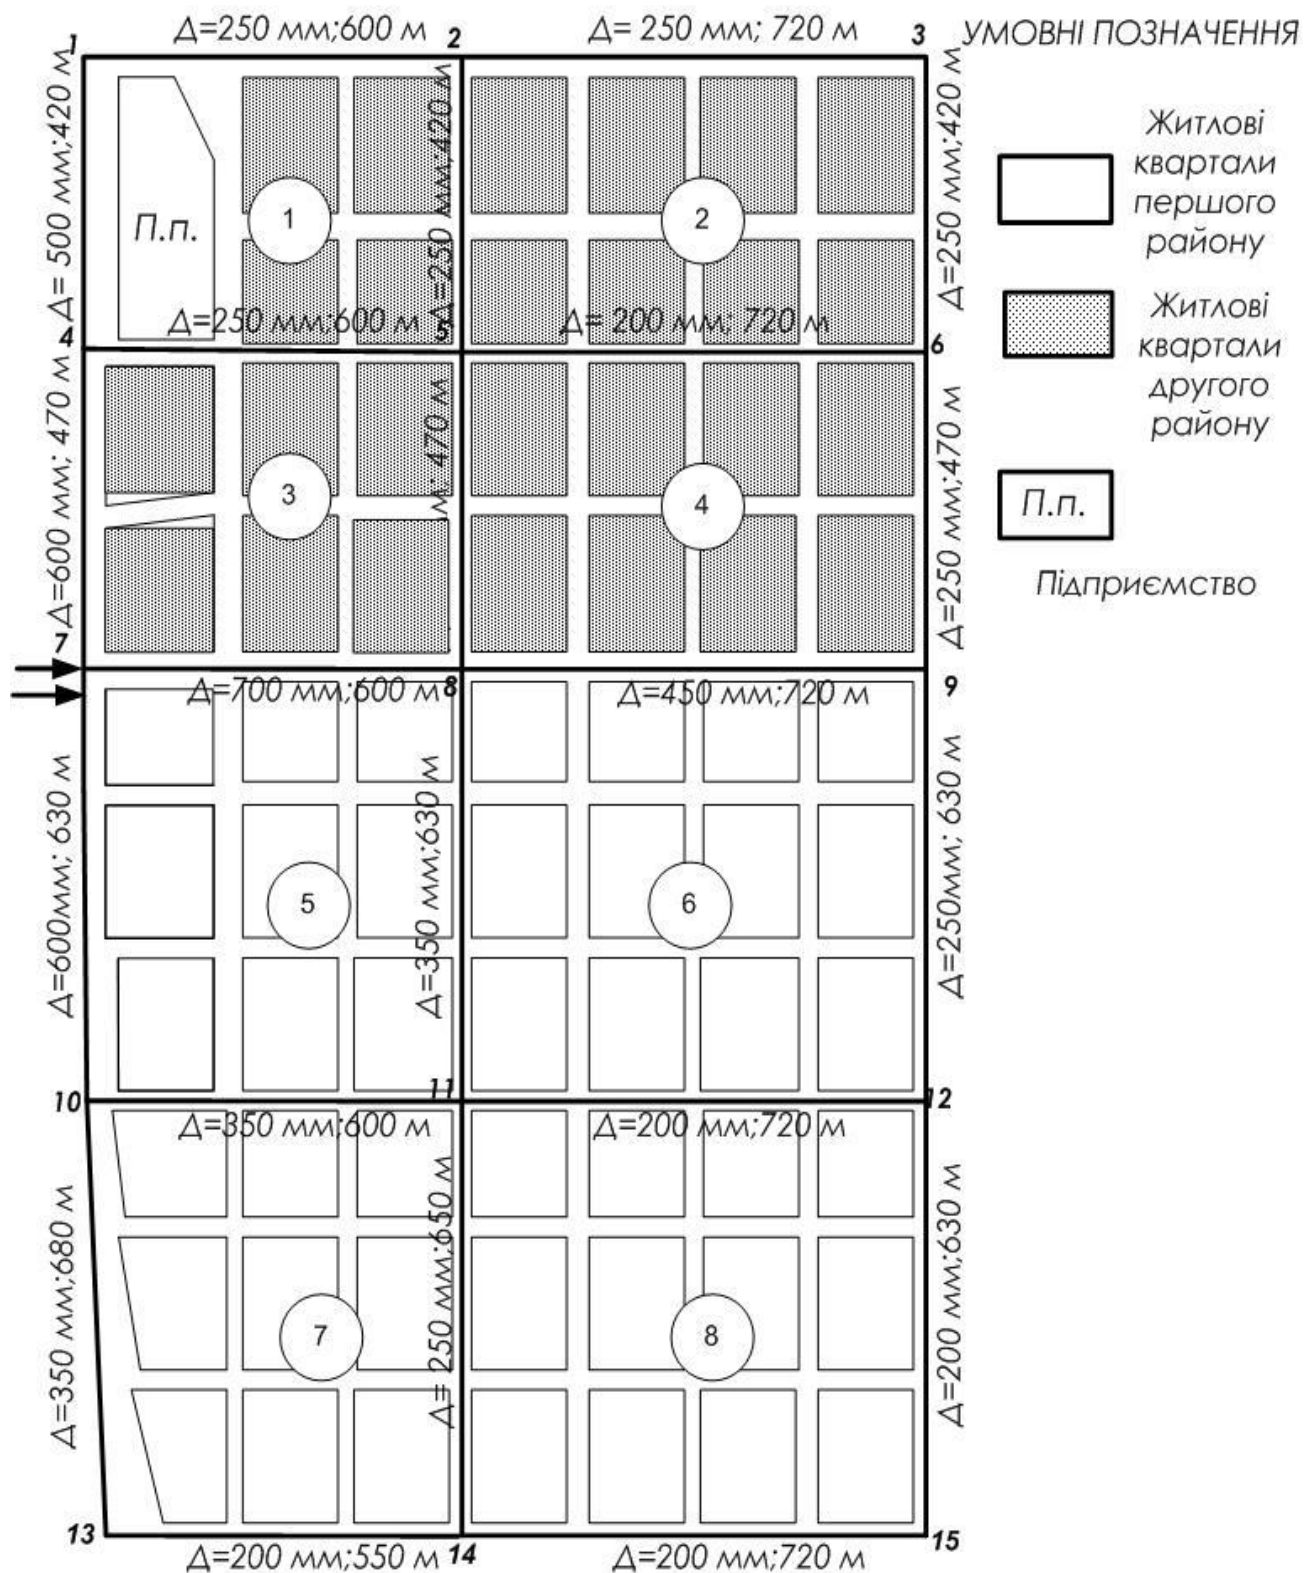 1
Д=250 мм;600 м
2
Д= 250 мм; 720 м
3
УМОВНІ ПОЗНАЧЕННЯ
Д= 500 мм;420 м
Д=250 мм;420 м
Д=250 мм;420 м
П.п.
1
2
Житлові
квартали
першого
району
Житлові
квартали
другого
району
П.п.
Підприємство
4
Д=250 мм;600 м
5
Д= 200 мм; 720 м
6
Д=600 мм; 470 м
470 м
Д=250 мм;470 м
3
4
7
Д=700 мм;600 м
8
Д=450 мм;720 м
9
Д=600мм; 630 м
Д=350 мм;630 м
Д=250мм; 630 м
5
6
10
Д=350 мм;600 м
11
Д=200 мм;720 м
12
Д=350 мм;680 м
Д= 250 мм;650 м
Д=200 мм;630 м
7
8
13
Д=200 мм;550 м
14
Д=200 мм;720 м
15